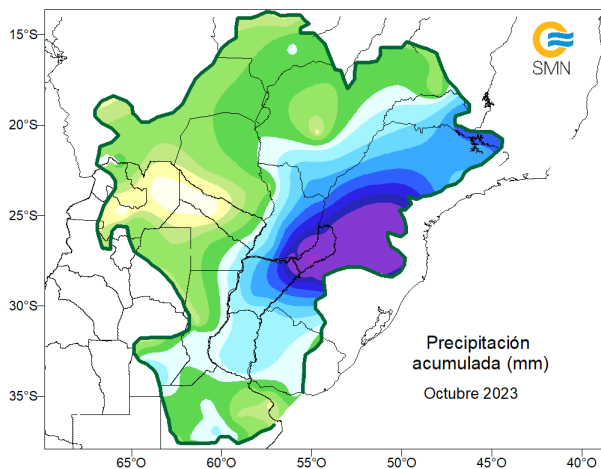 15°S
SMN
20°S
25°S
30°S
Precipitación
acumulada (mm)
Octubre 2023
35°S
65°O
60°O
55°O
50°O
45°O
40°O